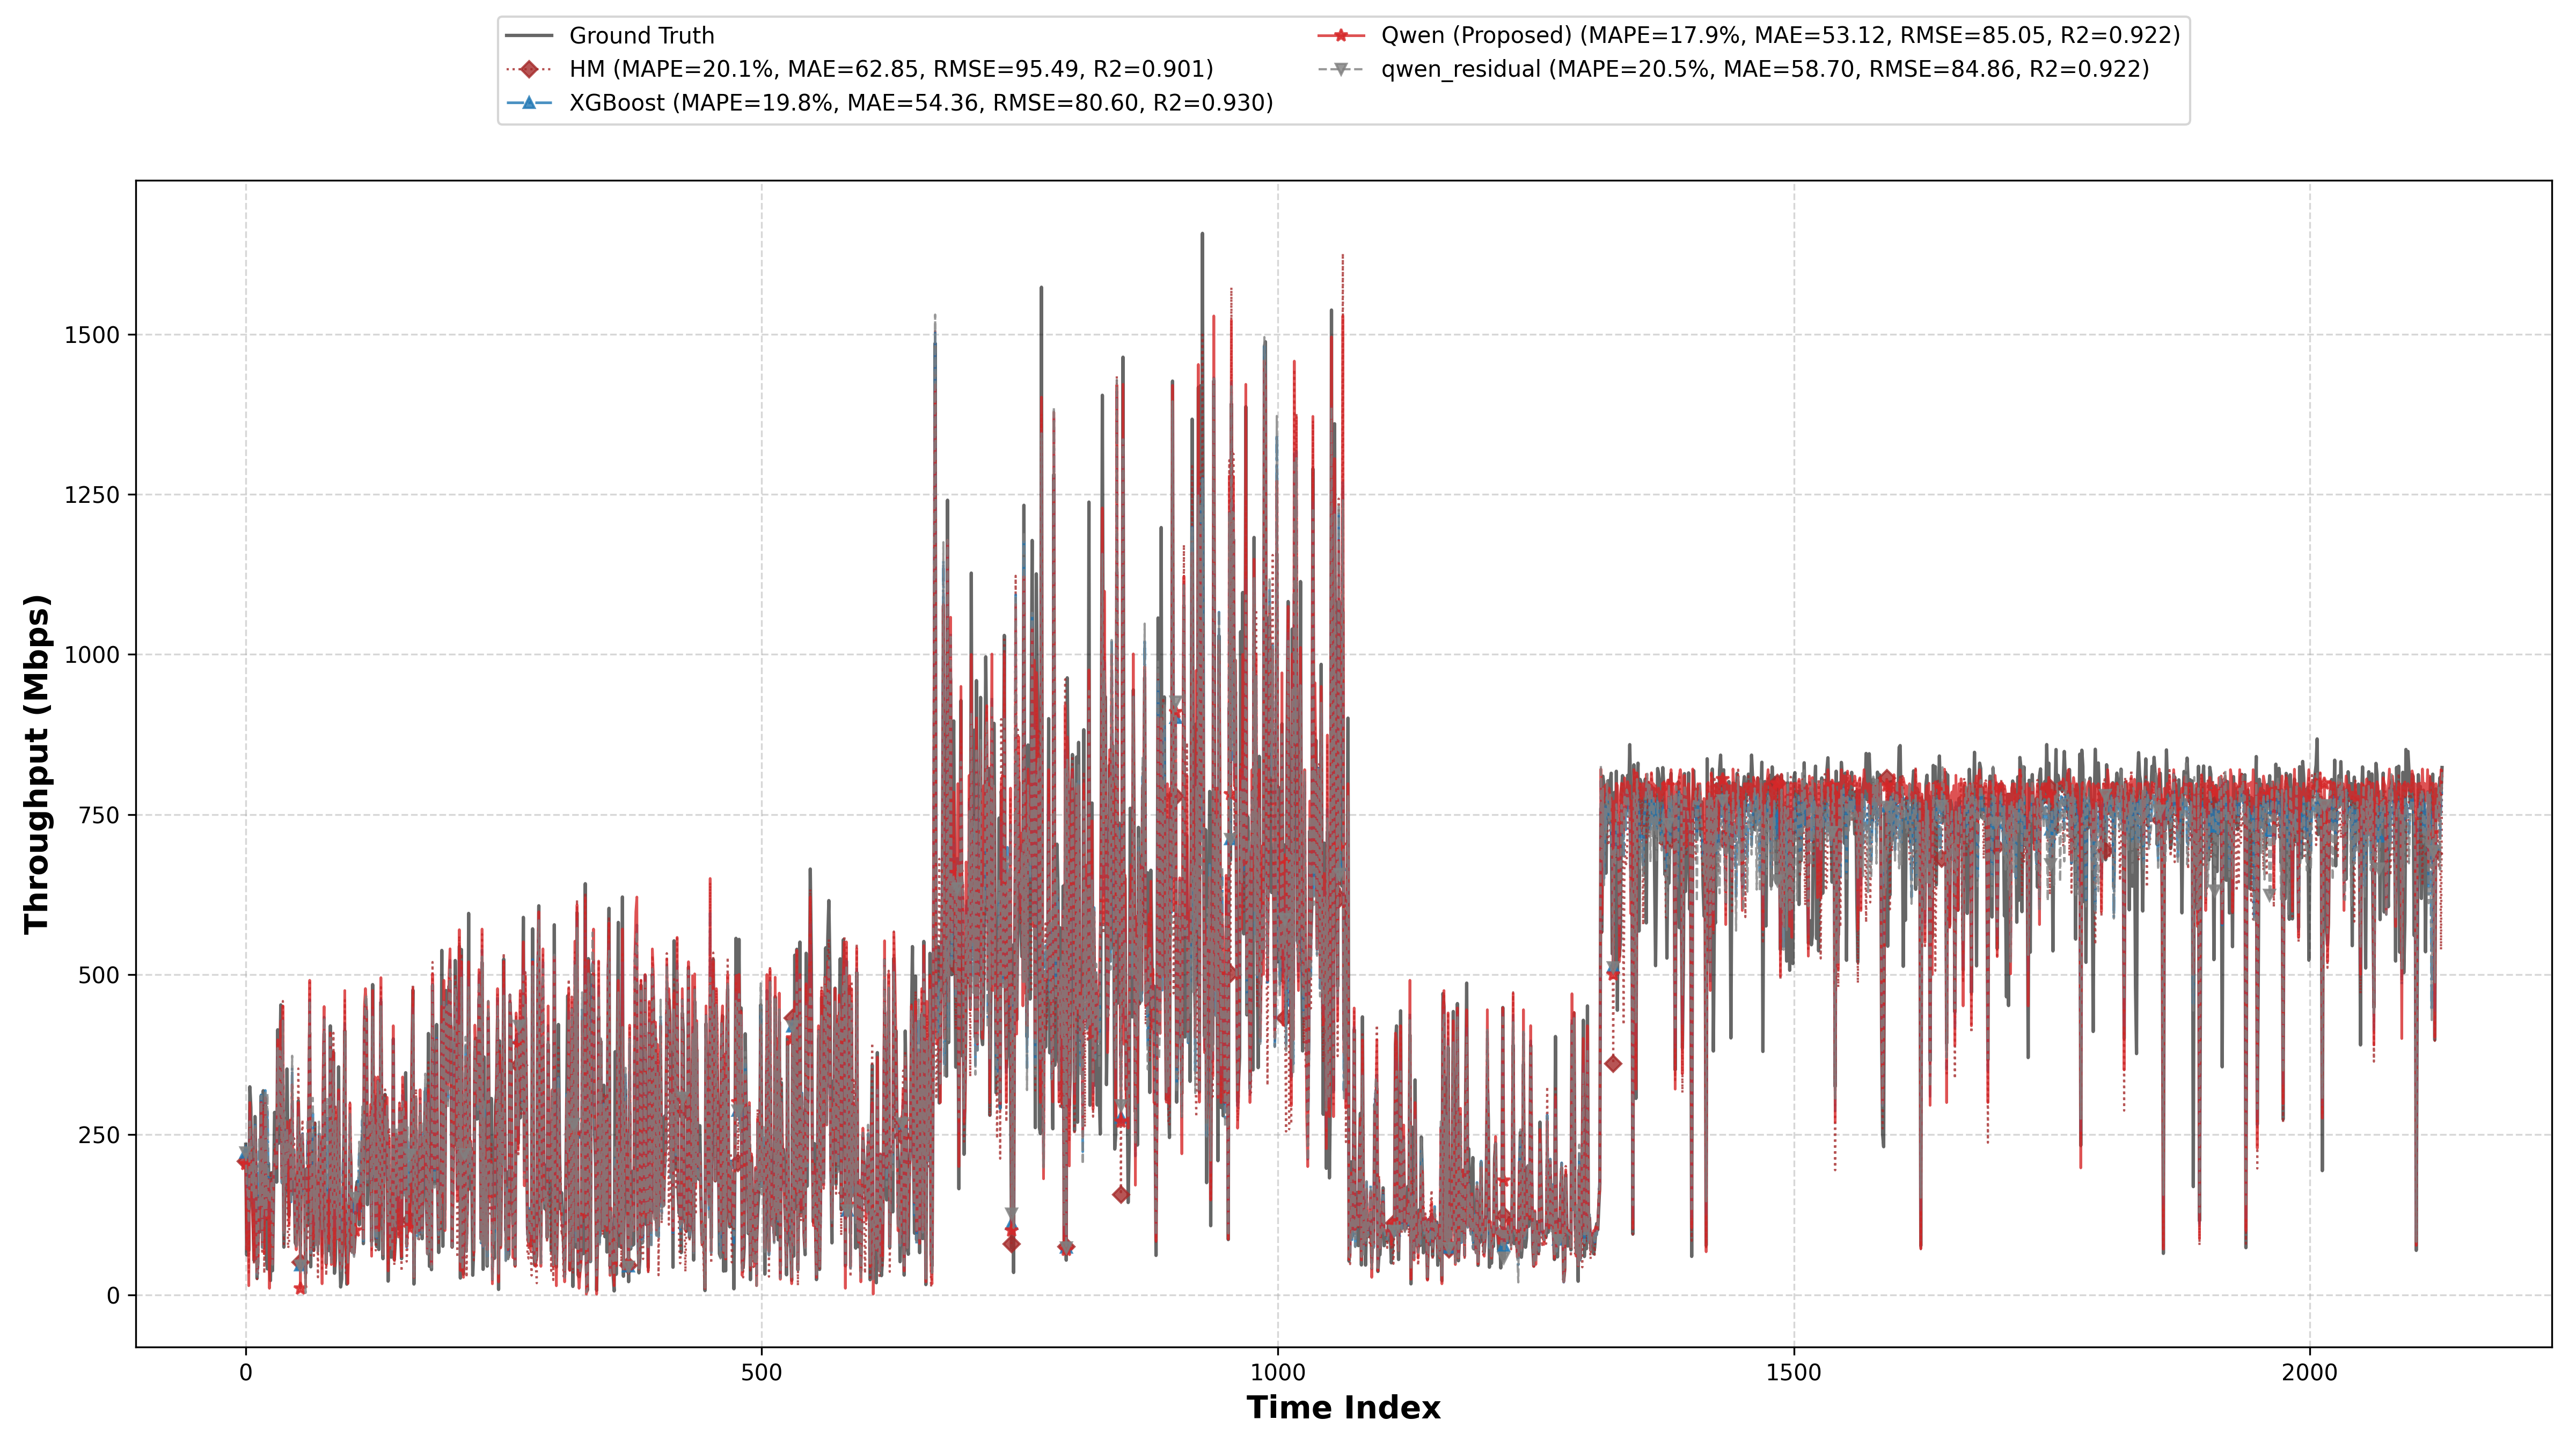 Ground Truth
HM (MAPE=20.1%, MAE=62.85, RMSE=95.49, R2=0.901)
XGBoost (MAPE=19.8%, MAE=54.36, RMSE=80.60, R2=0.930)
Qwen (Proposed) (MAPE=17.9%, MAE=53.12, RMSE=85.05, R2=0.922)
qwen_residual (MAPE=20.5%, MAE=58.70, RMSE=84.86, R2=0.922)
Throughput (Mbps)
1500
1250
1000
750
500
250
0
0 500 1000 1500 2000
Time Index